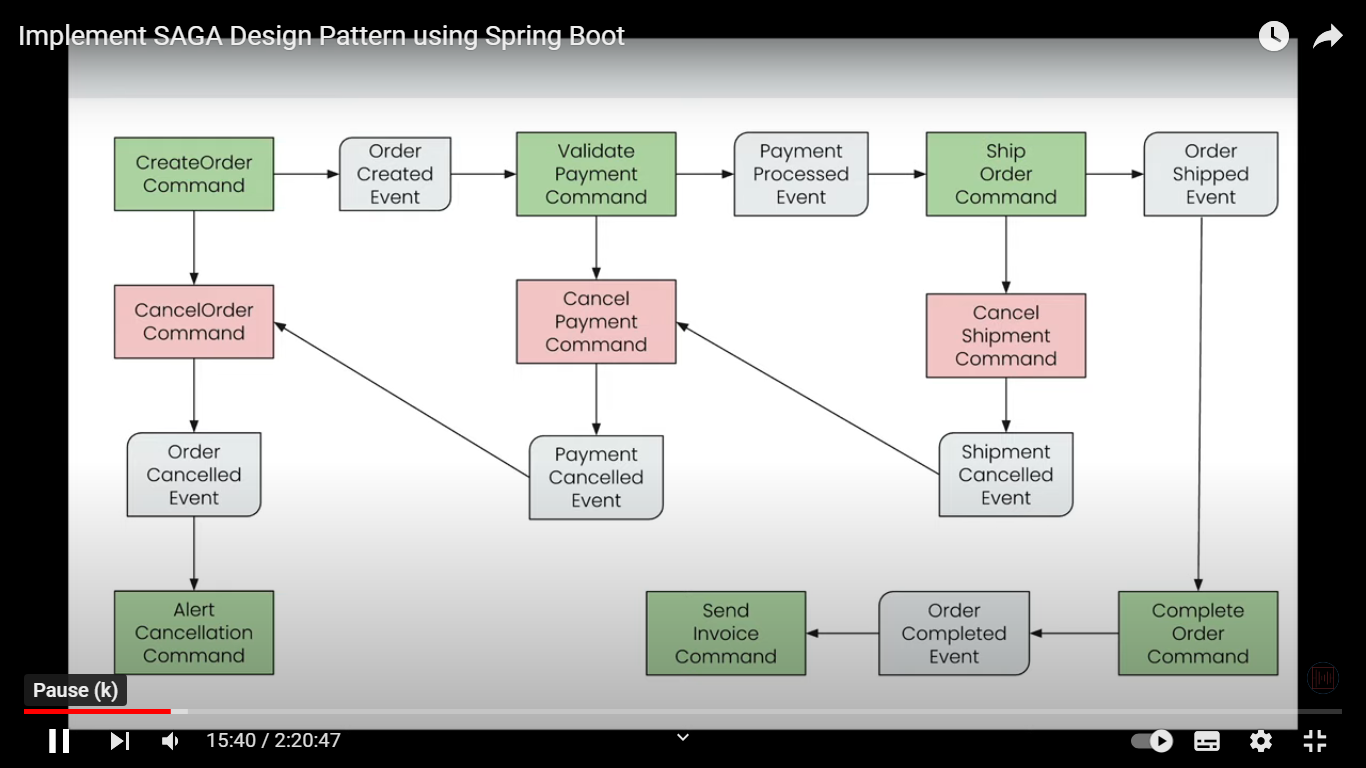 Implement SAGA Design Pattern using Spring Boot
CreateOrder
Command
Order
Created
Event
Validate
Payment
Command
Payment
Processed
Event
Ship
Order
Command
Order
Shipped
Event
CancelOrder
Command
Cancel
Payment
Command
Cancel
Shipment
Command
Order
Cancelled
Event
Payment
Cancelled
Event
Shipment
Cancelled
Event
Alert
Cancellation
Command
Send
Invoice
Command
Order
Completed
Event
Complete
Order
Command
Pause (k)
15:40 / 2:20:47